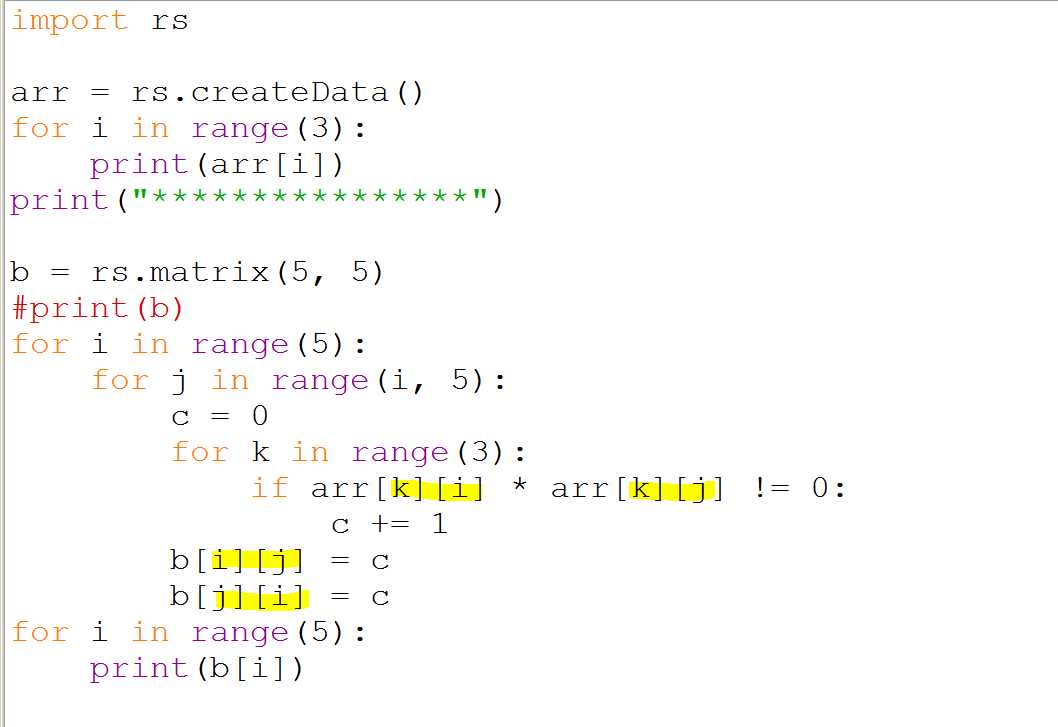 import rs
arr = rs.createData()
for i in range(3):
    print(arr[i])
print("****************")
b = rs.matrix(5, 5)
#print(b)
for i in range(5):
    for j in range(i, 5):
        c = 0
        for k in range(3):
            if arr[k][i] * arr[k][j] != 0:
                c += 1
        b[i][j] = c
        b[j][i] = c
for i in range(5):
    print(b[i])